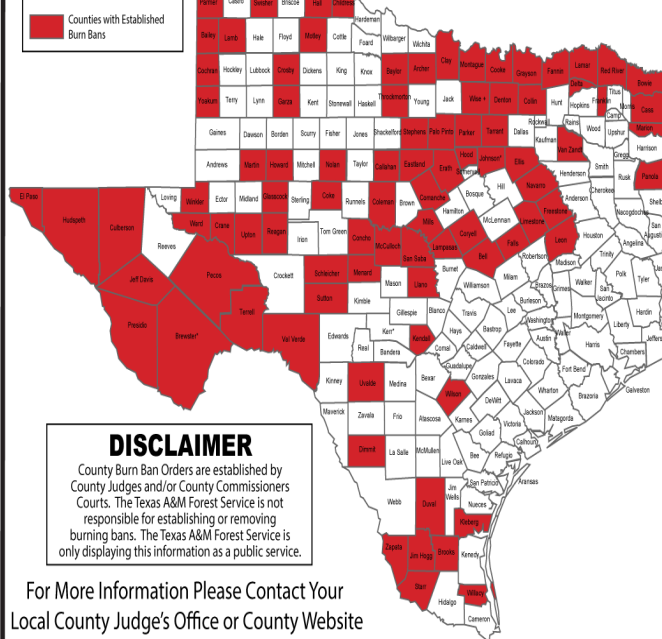 Counties with Established
Burn Bans
Parmer Castro Swisher Briscoe Hall Childress
Hardeman
Bailey Lamb Hale Floyd Motley Cottle Foard Wilbarger Wichita
Clay Montague Cooke Grayson Fannin Lamar Red River Bowie
Delta
Cochran Hockley Lubbock Crosby Dickens King Knox Baylor Archer
Titus
Yoakum Terry Lynn Garza Kent Stonewall Haskell Throckmorton Young Jack Wise + Denton Collin Hunt Hopkins Franklin Morris Cass
Camp
Rockwall Rains Wood Upshur Marion
Gaines Dawson Borden Scurry Fisher Jones Shackelford Stephens Palo Pinto Parker Tarrant Dallas Kaufman Van Zandt Harrison
Gregg
Andrews Martin Howard Mitchell Nolan Taylor Callahan Eastland Erath Hood Somervell Johnson* Ellis Henderson Smith Rusk Panola
El Paso Hudspeth Culberson Loving Winkler Ector Midland Glasscock Sterling Coke Runnels Coleman Brown Comanche Bosque Hill Navarro Anderson Cherokee Shelb
Nacogdoches
Hamilton McLennan Limestone Freestone San
August
Reeves Ward Crane Upton Reagan Irion Tom Green Concho McCulloch San Saba Mills Lampasas Coryell Bell Falls Leon Houston Angelina
Robertson Madison Trinity
Jeff Davis Pecos Crockett Schleicher Menard Mason Llano Burnet Williamson Milam Brazos Grimes Walker San
Jacinto Polk Tyler Jas
Presidio Brewster* Terrell Sutton Kimble Gillespie Blanco Travis Lee Burleson Washington Montgomery Liberty Hardin
Val Verde Edwards Kerr* Kendall Hays Bastrop Austin Waller Harris Jeffers
Real Bandera Comal Caldwell Fayette Colorado Fort Bend Chambers
Guadalupe
Kinney Uvalde Medina Bexar Wilson Gonzales Lavaca Wharton Brazoria Galveston
DeWitt
Maverick Zavala Frio Atascosa Karnes Victoria Jackson Matagorda
Goliad
Dimmit La Salle McMullen Live Oak Bee Refugio Calhoun
Aransas
San Patricio
Webb Duval Jim
Wells Nueces
Kleberg
Zapata Jim Hogg Brooks Kenedy
Starr Hidalgo Willacy
Cameron
DISCLAIMER
County Burn Ban Orders are established by
County Judges and/or County Commissioners
Courts. The Texas A&M Forest Service is not
responsible for establishing or removing
burning bans. The Texas A&M Forest Service is
only displaying this information as a public service.
For More Information Please Contact Your
Local County Judge's Office or County Website